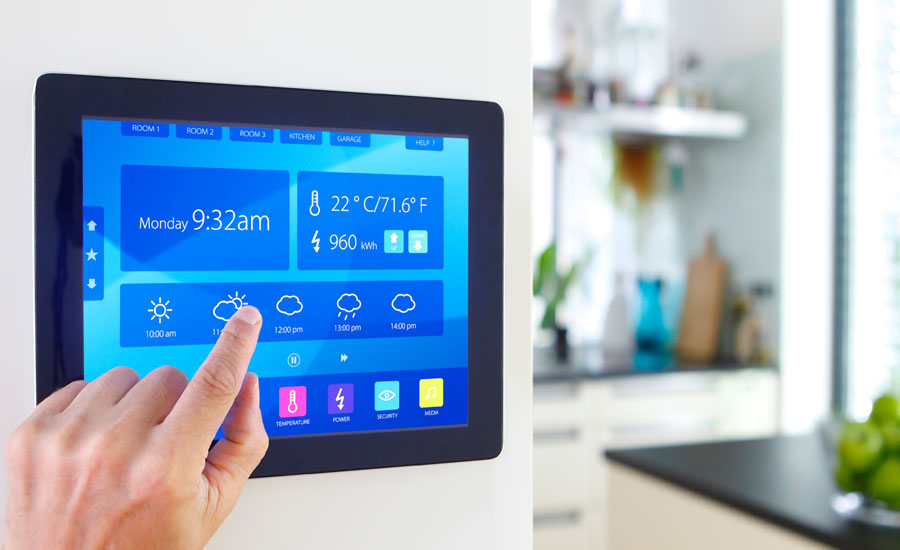 ROOM 1
ROOM 2
ROOM 3
KITCHEN
GARAGE
HELP ?
Monday 9:32am
22 ° C/71.6° F
960 kWh
UP
10:00 am
12:00 pm
13:00 pm
14:00 pm
TEMPERATURE
POWER
SECURITY
MEDIA